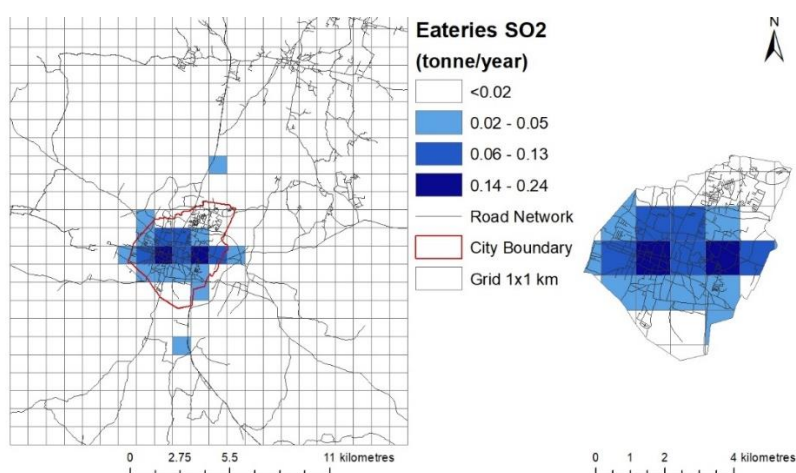 Eateries SO2
(tonne/year)
<0.02
0.02 - 0.05
0.06 - 0.13
0.14 - 0.24
Road Network
City Boundary
Grid 1x1 km
N
0 2.75 5.5 11 kilometres
0 1 2 4 kilometres